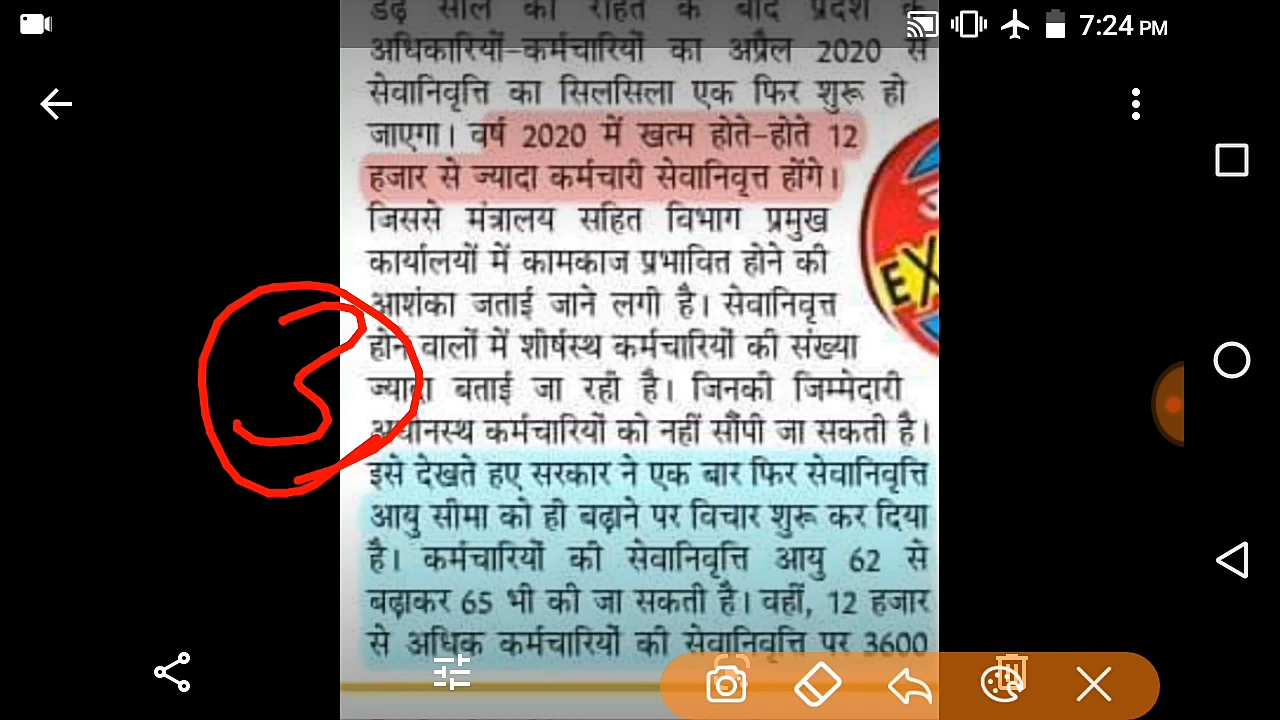 7:24 PM
डेढ़ साल की राहत के बाद प्रदेश के
अधिकारियों-कर्मचारियों का अप्रैल 2020 से
सेवानिवृत्ति का सिलसिला एक फिर शुरू हो
जाएगा। वर्ष 2020 में खत्म होते-होते 12
हजार से ज्यादा कर्मचारी सेवानिवृत्त होंगे।
जिससे मंत्रालय सहित विभाग प्रमुख
कार्यालयों में कामकाज प्रभावित होने की
आशंका जताई जाने लगी है। सेवानिवृत्त
होने वालों में शीर्षस्थ कर्मचारियों की संख्या
ज्यादा बताई जा रही है। जिनकी जिम्मेदारी
अधीनस्थ कर्मचारियों को नहीं सौंपी जा सकती है।
इसे देखते हुए सरकार ने एक बार फिर सेवानिवृत्ति
आयु सीमा को ही बढ़ाने पर विचार शुरू कर दिया
है। कर्मचारियों की सेवानिवृत्ति आयु 62 से
बढ़ाकर 65 भी की जा सकती है। वहीं, 12 हजार
से अधिक कर्मचारियों की सेवानिवृत्ति पर 3600
3